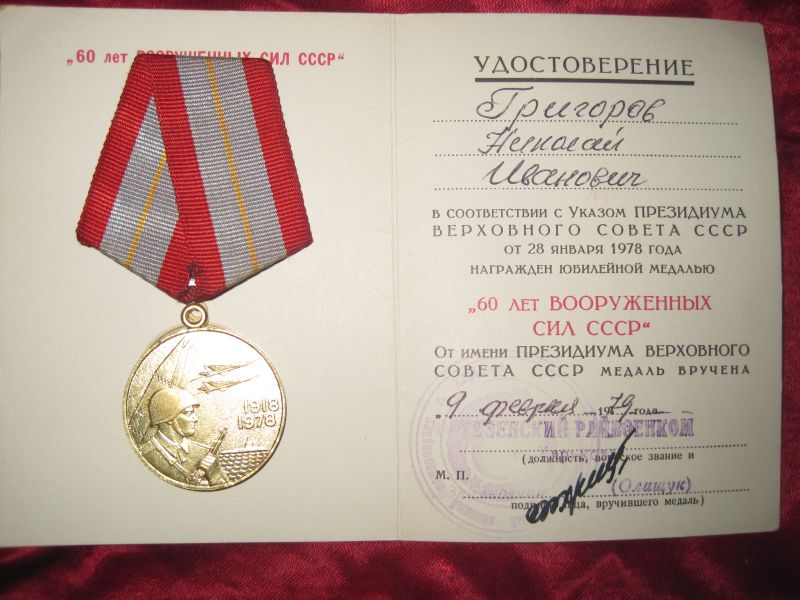 „60 лет ВООРУЖЕННЫХ СИЛ СССР“
1918
1978
УДОСТОВЕРЕНИЕ
Григоров
Николай
Иванович
В СООТВЕТСТВИИ С УКАЗОМ ПРЕЗИДИУМА
ВЕРХОВНОГО СОВЕТА СССР
ОТ 28 ЯНВАРЯ 1978 ГОДА
НАГРАЖДЕН ЮБИЛЕЙНОЙ МЕДАЛЬЮ
„60 ЛЕТ ВООРУЖЕННЫХ
СИЛ СССР“
ОТ ИМЕНИ ПРЕЗИДИУМА ВЕРХОВНОГО
СОВЕТА СССР МЕДАЛЬ ВРУЧЕНА
„9 февраля 1979 года
РАЙВОЕНКОМ
(должность, воинское звание и
М. П.
(Олищук)
лица, вручившего медаль)